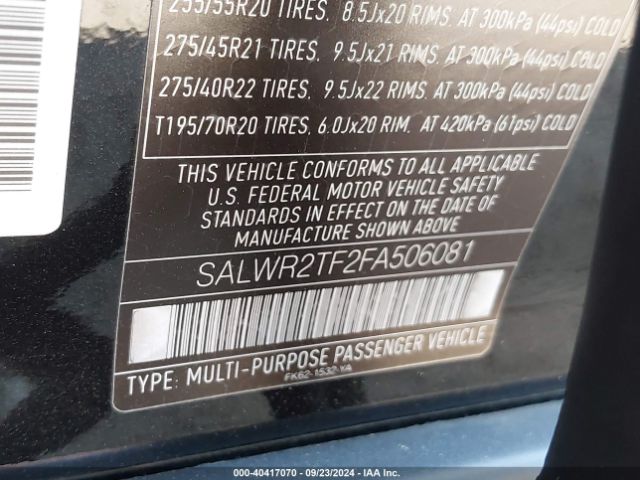 255/55R20 TIRES. 8.5Jx20 RIMS. AT 300kPa (44psi) COLD
275/45R21 TIRES. 9.5Jx21 RIMS. AT 300kPa (44psi) COLD
275/40R22 TIRES. 9.5Jx22 RIMS. AT 300kPa (44psi) COLD
T195/70R20 TIRES, 6.0Jx20 RIM. AT 420kPa (61psi) COLD
THIS VEHICLE CONFORMS TO ALL APPLICABLE
U.S. FEDERAL MOTOR VEHICLE SAFETY
STANDARDS IN EFFECT ON THE DATE OF
MANUFACTURE SHOWN ABOVE
SALWR2TF2FA506081
TYPE: MULTI-PURPOSE PASSENGER VEHICLE
FK62-1532-YA
000-40417070 - 09/23/2024 - IAA Inc.